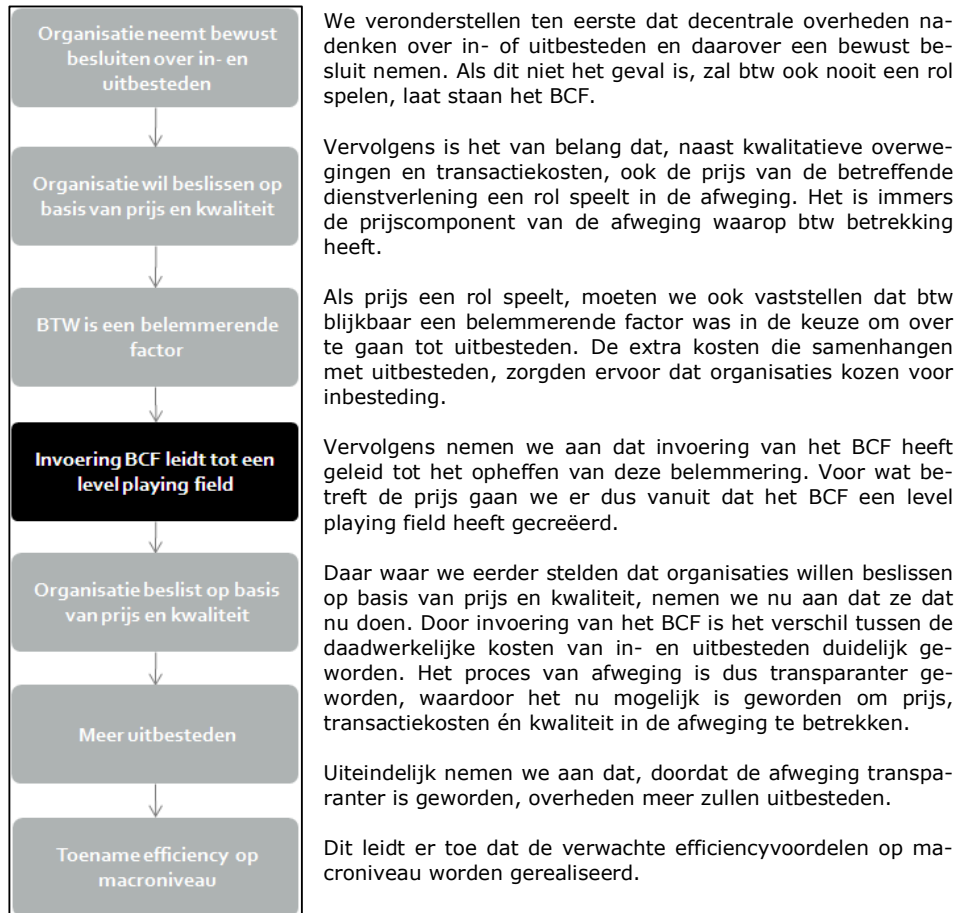 Organisatie neemt bewust
besluiten over in- en
uitbesteden
We veronderstellen ten eerste dat decentrale overheden na-
denken over in- of uitbesteden en daarover een bewust be-
sluit nemen. Als dit niet het geval is, zal btw ook nooit een rol
spelen, laat staan het BCF.
Organisatie wil beslissen op
basis van prijs en kwaliteit
Vervolgens is het van belang dat, naast kwalitatieve overwe-
gingen en transactiekosten, ook de prijs van de betreffende
dienstverlening een rol speelt in de afweging. Het is immers
de prijscomponent van de afweging waarop btw betrekking
heeft.
BTW is een belemmerende
factor
Als prijs een rol speelt, moeten we ook vaststellen dat btw
blijkbaar een belemmerende factor was in de keuze om over
te gaan tot uitbesteden. De extra kosten die samenhangen
met uitbesteden, zorgden ervoor dat organisaties kozen voor
inbesteding.
Invoering BCF leidt tot een
level playing field
Vervolgens nemen we aan dat invoering van het BCF heeft
geleid tot het opheffen van deze belemmering. Voor wat be-
treft de prijs gaan we er dus vanuit dat het BCF een level
playing field heeft gecreëerd.
Organisatie beslist op basis
van prijs en kwaliteit
Daar waar we eerder stelden dat organisaties willen beslissen
op basis van prijs en kwaliteit, nemen we nu aan dat ze dat
nu doen. Door invoering van het BCF is het verschil tussen de
daadwerkelijke kosten van in- en uitbesteden duidelijk ge-
worden. Het proces van afweging is dus transparanter ge-
worden, waardoor het nu mogelijk is geworden om prijs,
transactiekosten én kwaliteit in de afweging te betrekken.
Meer uitbesteden
Uiteindelijk nemen we aan dat, doordat de afweging transpa-
ranter is geworden, overheden meer zullen uitbesteden.
Toename efficiency op
macroniveau
Dit leidt er toe dat de verwachte efficiencyvoordelen op ma-
croniveau worden gerealiseerd.